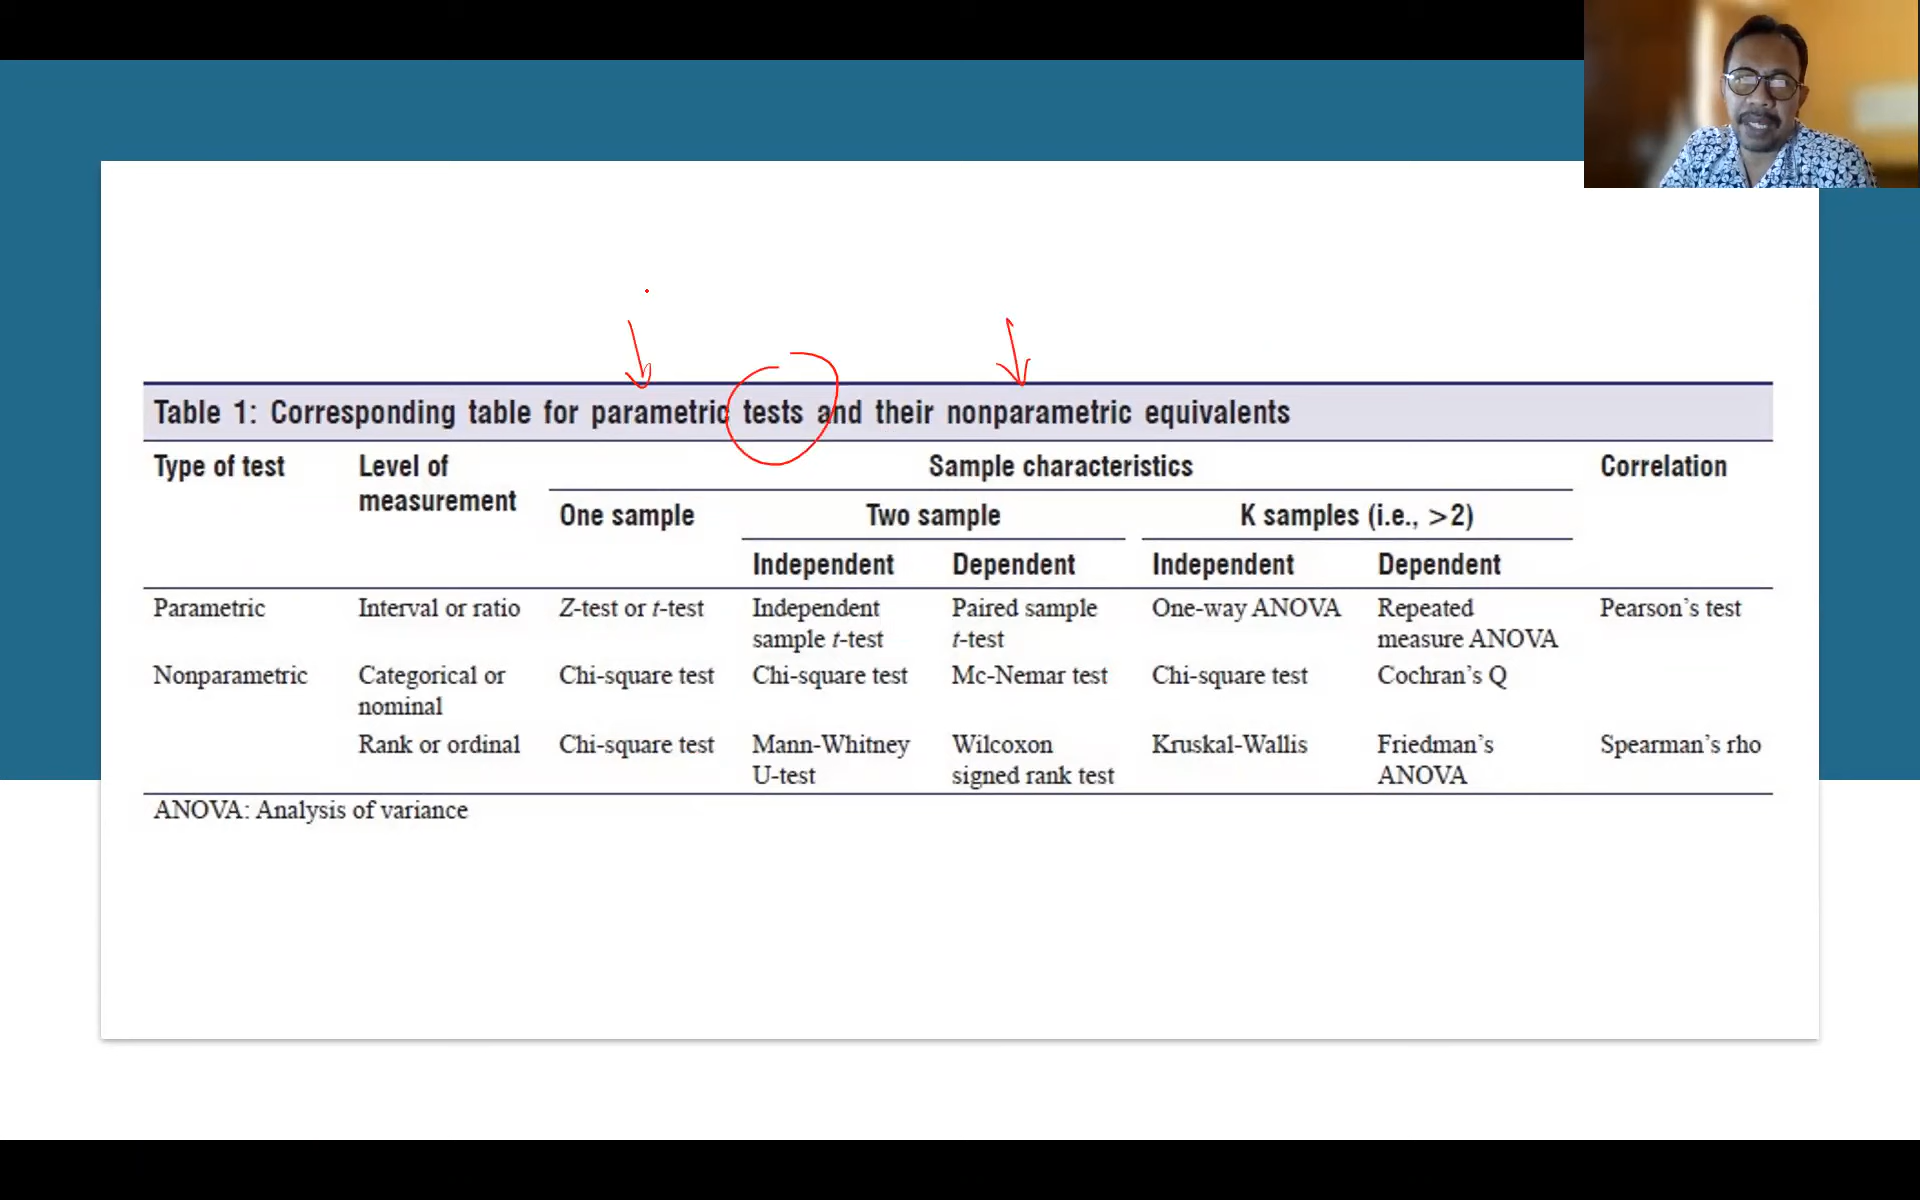 Table 1: Corresponding table for parametric tests and their nonparametric equivalents
Type of test Level of measurement Sample characteristics Correlation
One sample Two sample K samples (i.e., >2)
Independent Dependent Independent Dependent
Parametric Interval or ratio Z-test or t-test Independent sample t-test Paired sample t-test One-way ANOVA Repeated measure ANOVA Pearson's test
Nonparametric Categorical or nominal Chi-square test Chi-square test Mc-Nemar test Chi-square test Cochran's Q
Rank or ordinal Chi-square test Mann-Whitney U-test Wilcoxon signed rank test Kruskal-Wallis Friedman's ANOVA Spearman's rho
ANOVA: Analysis of variance